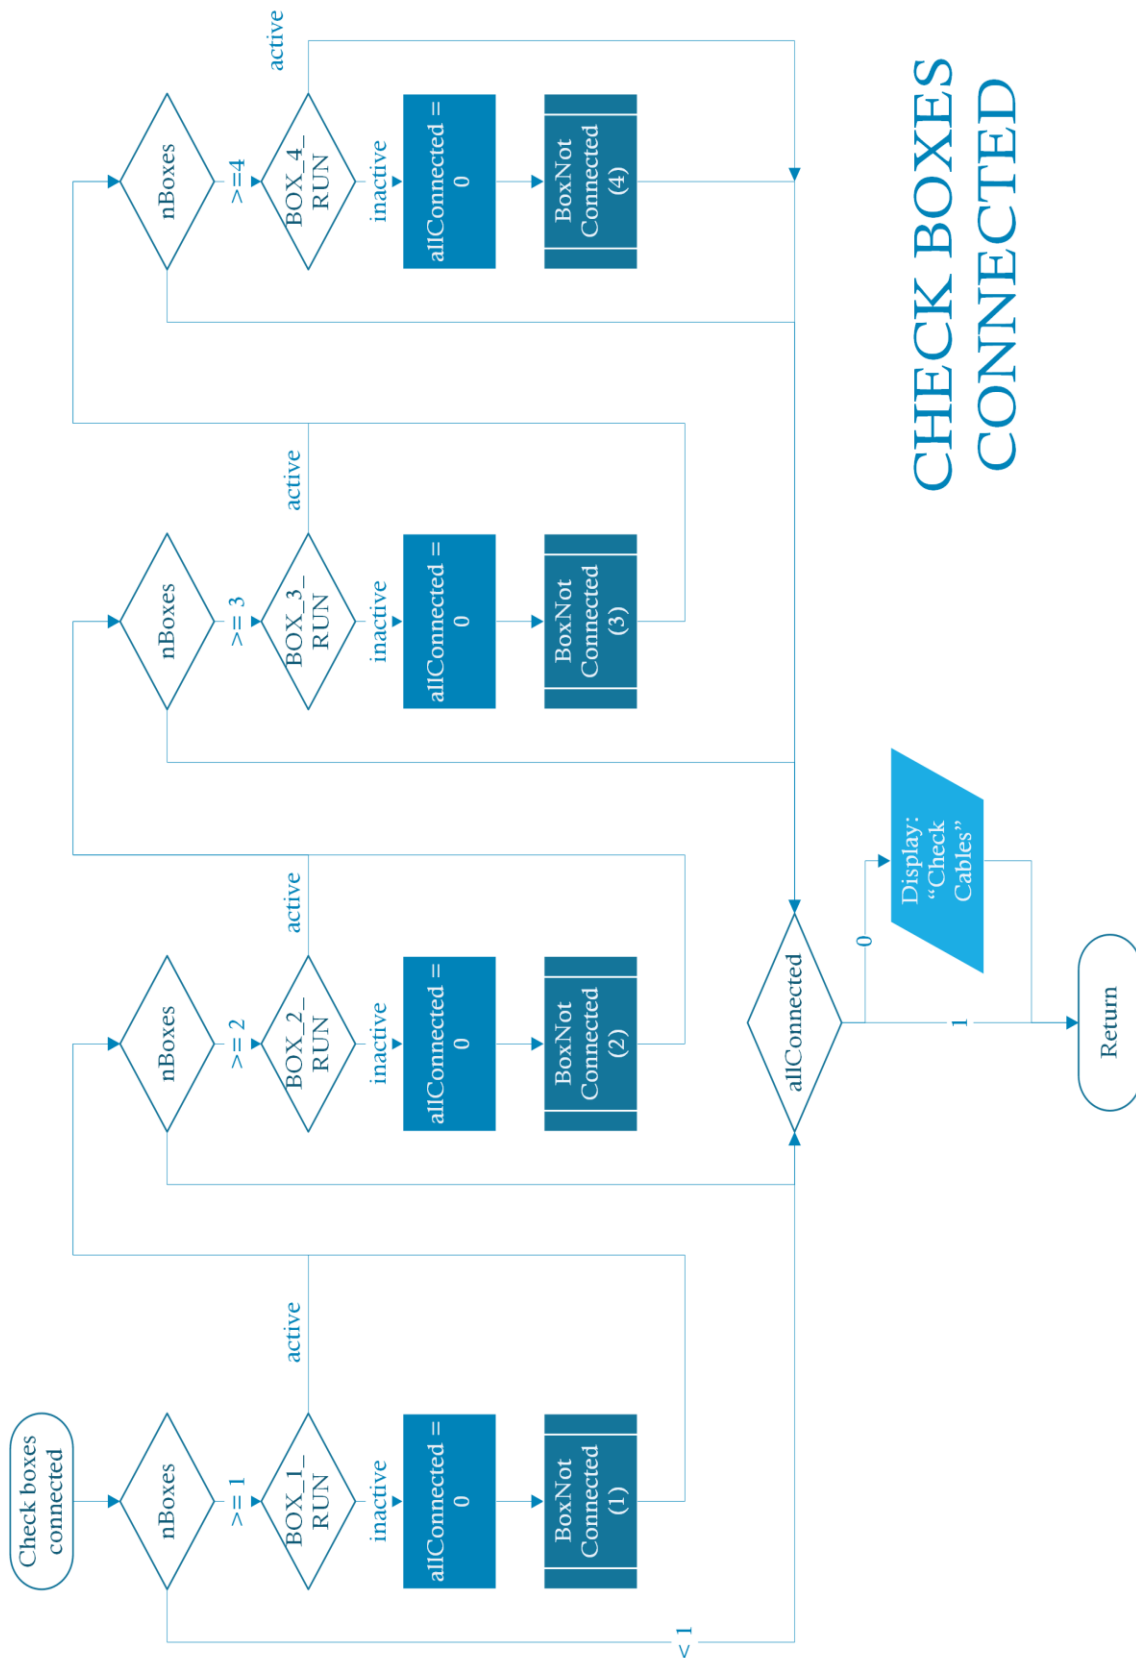 Check boxes
connected
nBoxes
>= 1
BOX_1_
RUN
active
inactive
allConnected =
0
BoxNot
Connected
(1)
< 1
nBoxes
>= 2
BOX_2_
RUN
active
inactive
allConnected =
0
BoxNot
Connected
(2)
nBoxes
>= 3
BOX_3_
RUN
active
inactive
allConnected =
0
BoxNot
Connected
(3)
nBoxes
>=4
BOX_4_
RUN
active
inactive
allConnected =
0
BoxNot
Connected
(4)
allConnected
0
Display:
“Check
Cables”
1
Return
CHECK BOXES
CONNECTED